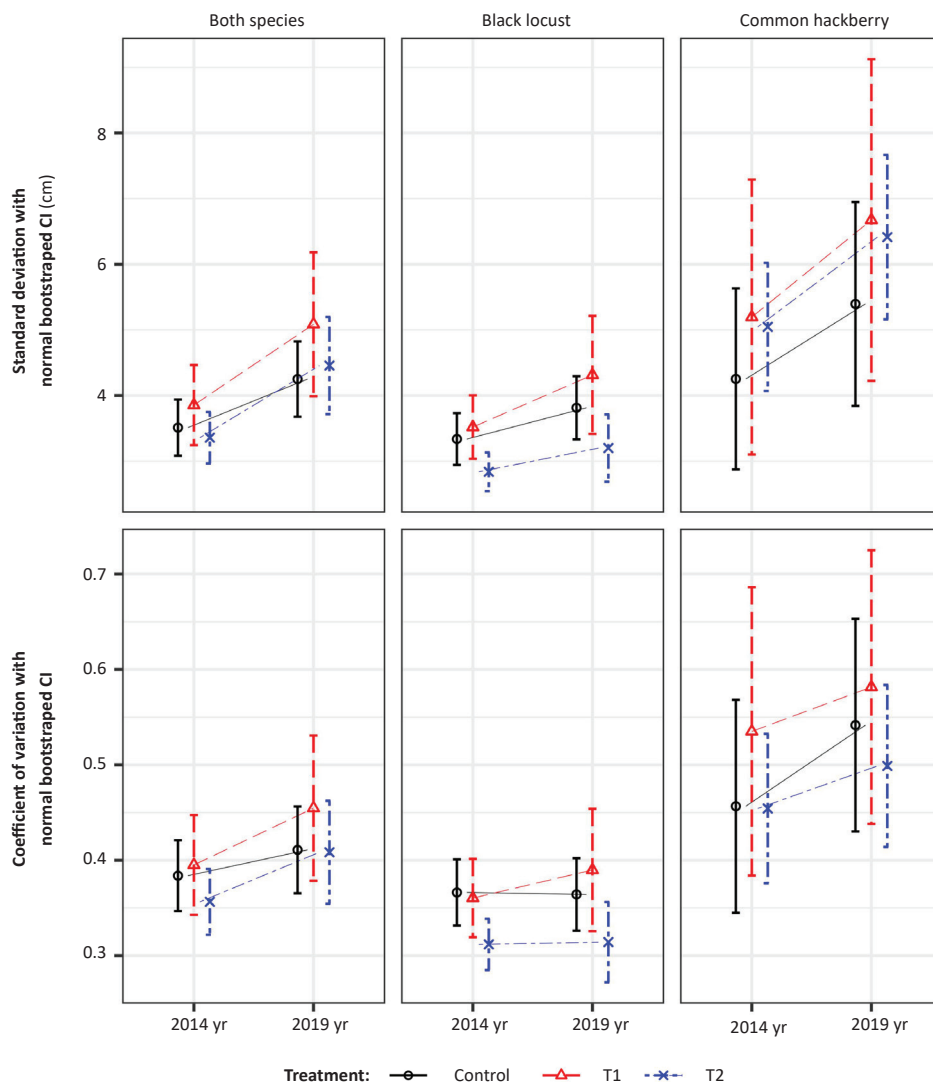 Both species
Black locust
Common hackberry
Standard deviation with
normal bootstraped CI (cm)
8
6
4
Coefficient of variation with
normal bootstraped CI
0.7
0.6
0.5
0.4
0.3
2014 yr
2019 yr
2014 yr
2019 yr
2014 yr
2019 yr
Treatment: Control T1 T2